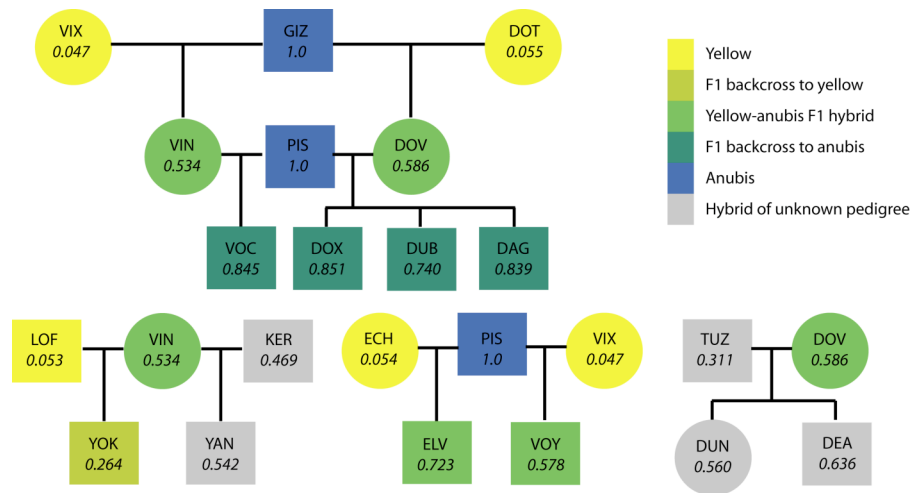 VIX
0.047
GIZ
1.0
DOT
0.055
VIN
0.534
PIS
1.0
DOV
0.586
VOC
0.845
DOX
0.851
DUB
0.740
DAG
0.839
Yellow
F1 backcross to yellow
Yellow-anubis F1 hybrid
F1 backcross to anubis
Anubis
Hybrid of unknown pedigree
LOF
0.053
VIN
0.534
KER
0.469
YOK
0.264
YAN
0.542
ECH
0.054
PIS
1.0
VIX
0.047
ELV
0.723
VOY
0.578
TUZ
0.311
DOV
0.586
DUN
0.560
DEA
0.636